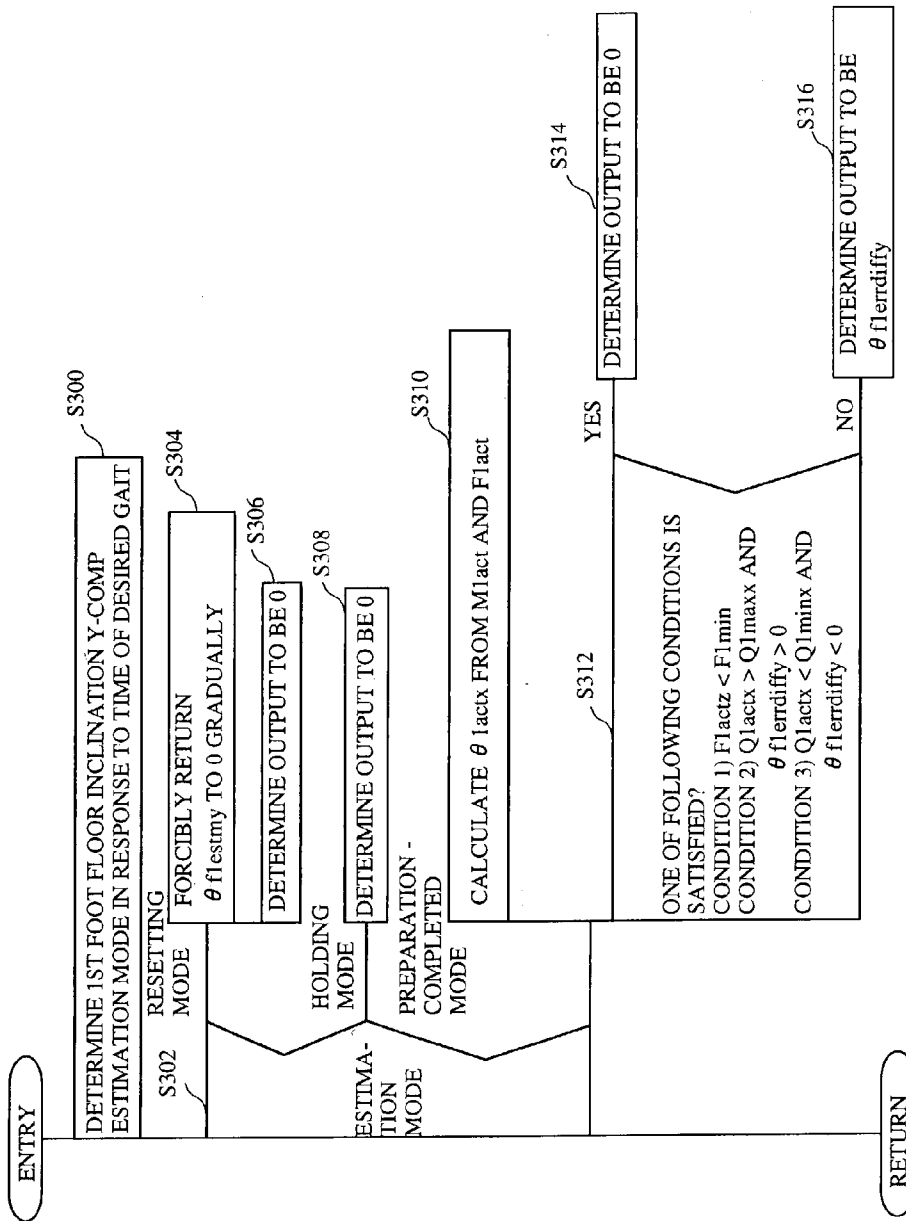 ENTRY
DETERMINE 1ST FOOT FLOOR INCLINATION Y-COMP
ESTIMATION MODE IN RESPONSE TO TIME OF DESIRED GAIT
S300
S302
RESETTING
MODE
FORCIBLY RETURN
θ f1estmy TO 0 GRADUALLY
S304
DETERMINE OUTPUT TO BE 0
S306
ESTIMA-
TION
MODE
HOLDING
MODE
DETERMINE OUTPUT TO BE 0
S308
PREPARATION -
COMPLETED
MODE
CALCULATE θ 1actx FROM M1act AND F1act
S310
S312
ONE OF FOLLOWING CONDITIONS IS
SATISFIED?
CONDITION 1) F1actz < F1min
CONDITION 2) Q1actx > Q1maxx AND
θ f1errdiffy > 0
CONDITION 3) Q1actx < Q1minx AND
θ f1errdiffy < 0
YES
DETERMINE OUTPUT TO BE 0
S314
NO
DETERMINE OUTPUT TO BE
θ f1errdiffy
S316
RETURN